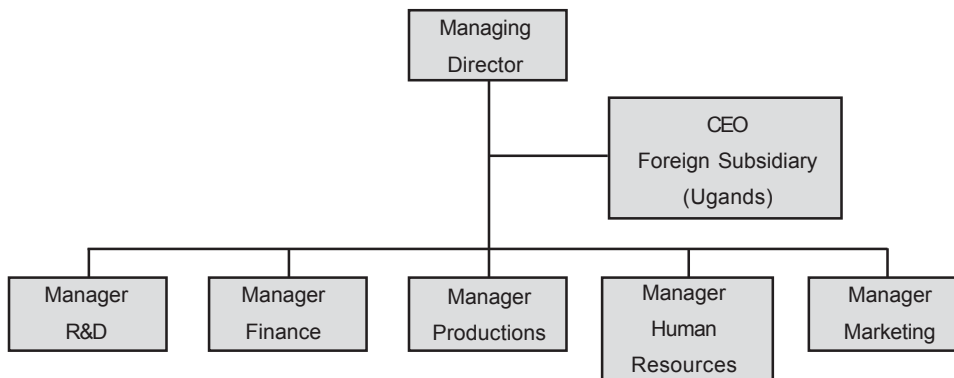 Managing
Director
CEO
Foreign Subsidiary
(Ugands)
Manager
R&D
Manager
Finance
Manager
Productions
Manager
Human
Resources
Manager
Marketing